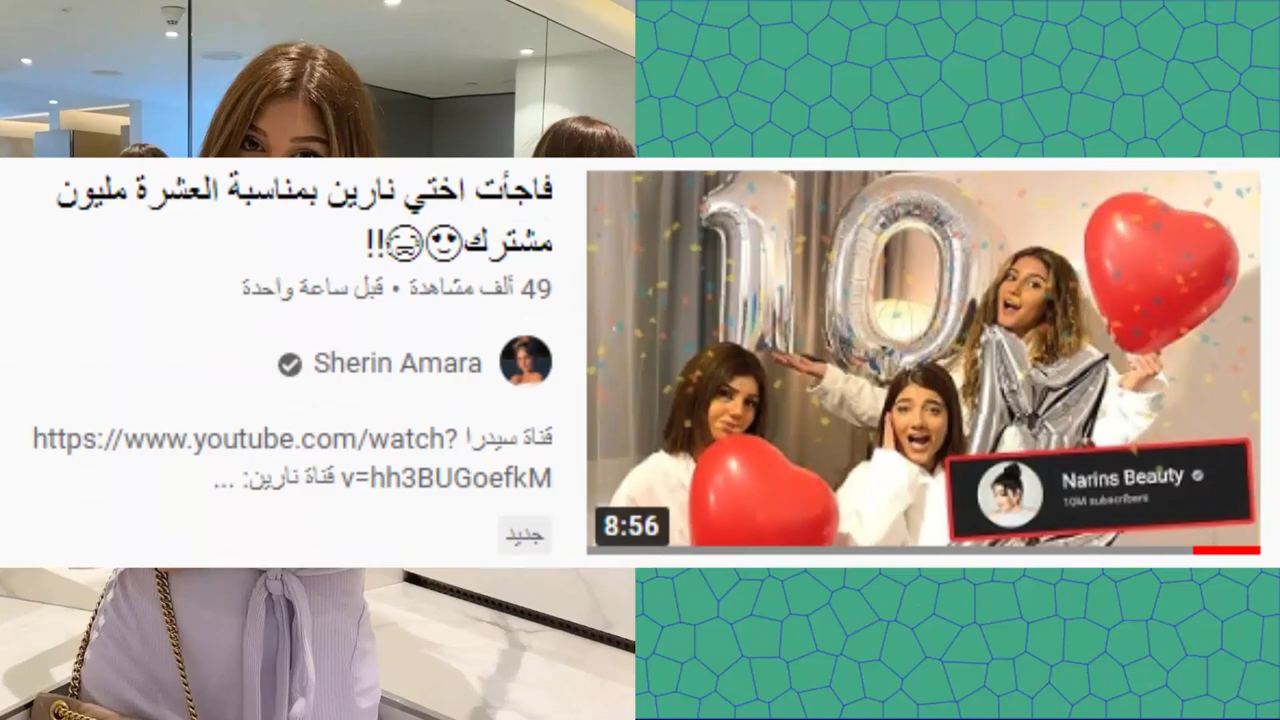 فاجأت اختي نارين بمناسبة العشرة مليون
مشترك🥺😢!!
49 ألف مشاهدة • قبل ساعة واحدة
Sherin Amara
قناة سيدرا https://www.youtube.com/watch?
v=hh3BUGoefkM قناة نارين: ...
جديد
10
M
Narins Beauty
10M subscribers
8:56